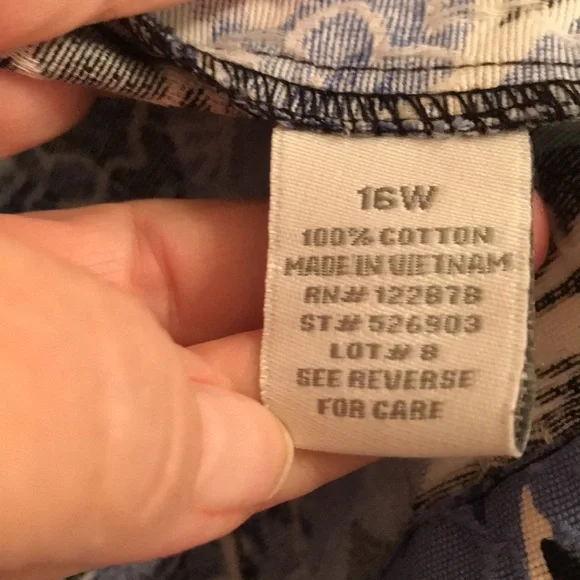 16W
100% COTTON
MADE IN VIETNAM
RN# 122878
ST# 526903
LOT# 8
SEE REVERSE
FOR CARE